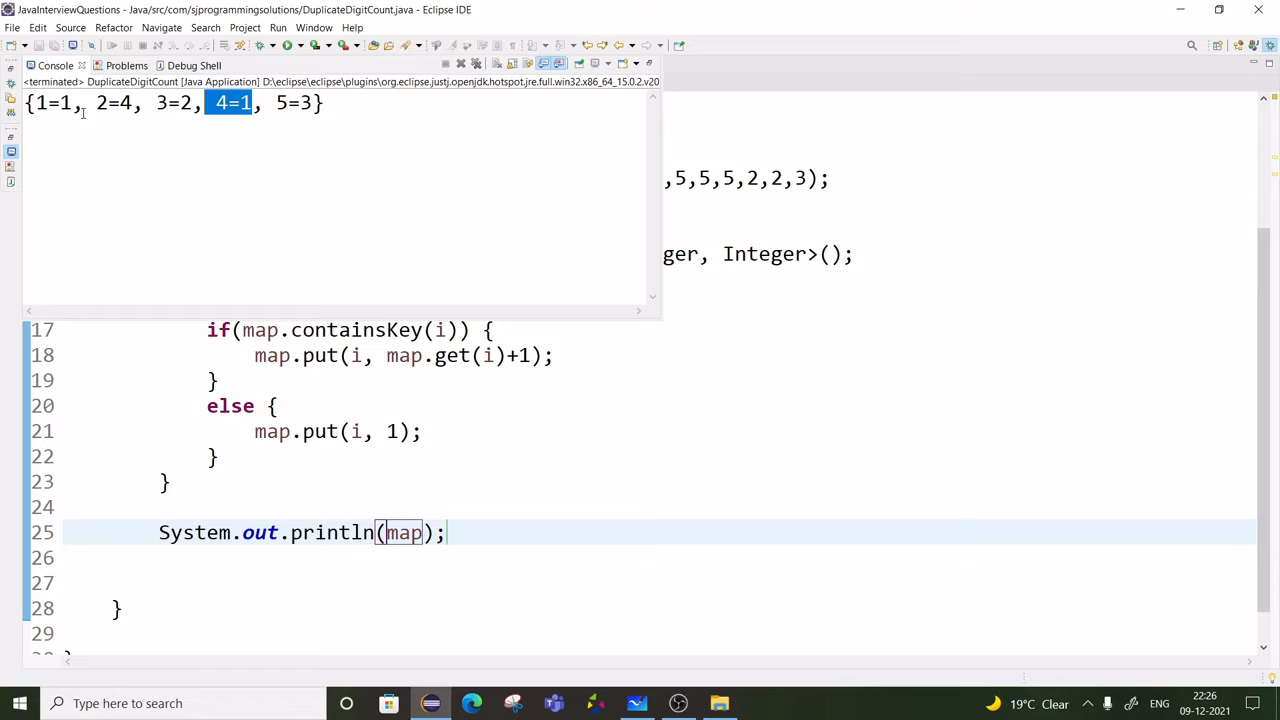 JavaInterviewQuestions - Java/src/com/sjprogrammingsolutions/DuplicateDigitCount.java - Eclipse IDE
File Edit Source Refactor Navigate Search Project Run Window Help
Console Problems Debug Shell
<terminated> DuplicateDigitCount [Java Application] D:\eclipse\eclipse\plugins\org.eclipse.justj.openjdk.hotspot.jre.full.win32.x86_64_15.0.2.v20
{1=1, 2=4, 3=2, 4=1, 5=3}
,5,5,5,2,2,3);
ger, Integer>();
17 if(map.containsKey(i)) {
18 map.put(i, map.get(i)+1);
19 }
20 else {
21 map.put(i, 1);
22 }
23 }
24
25 System.out.println(map);
26
27
28 }
29
Type here to search
19°C Clear
ENG
22:26
09-12-2021